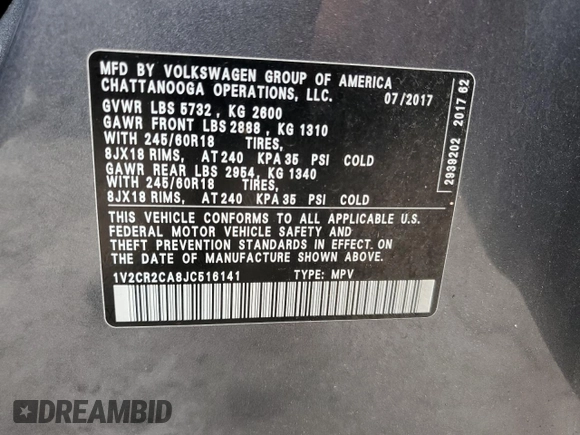 MFD BY VOLKSWAGEN GROUP OF AMERICA
CHATTANOOGA OPERATIONS, LLC. 07/2017
GVWR LBS 5732 , KG 2600
GAWR FRONT LBS 2888 , KG 1310
WITH 245/60R18 TIRES,
8JX18 RIMS, AT 240 KPA 35 PSI COLD
GAWR REAR LBS 2954, KG 1340
WITH 245/60R18 TIRES,
8JX18 RIMS, AT 240 KPA 35 PSI COLD
THIS VEHICLE CONFORMS TO ALL APPLICABLE U.S.
FEDERAL MOTOR VEHICLE SAFETY AND
THEFT PREVENTION STANDARDS IN EFFECT ON
THE DATE OF MANUFACTURE SHOWN ABOVE.
1V2CR2CA8JC516141 TYPE: MPV
2939202 2017 62
DREAMBID